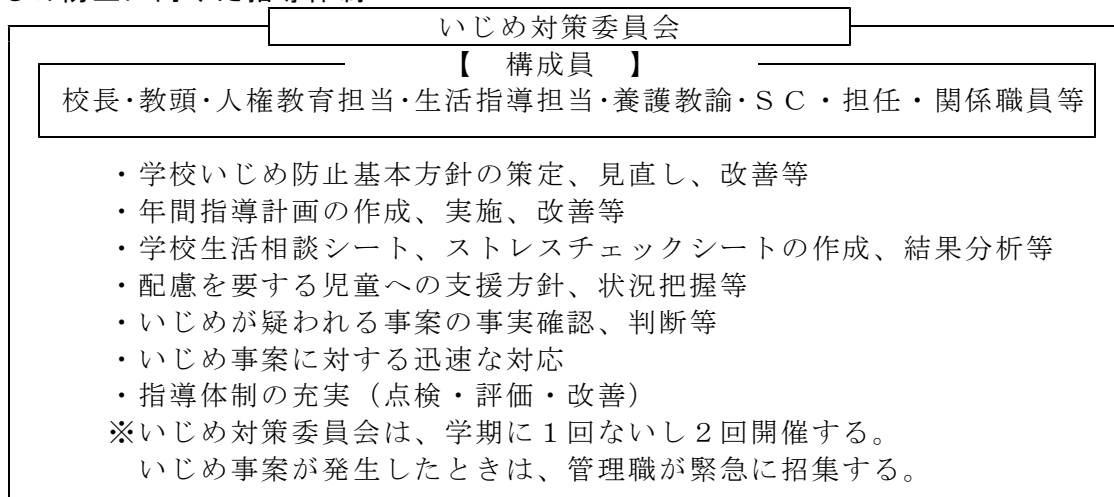 いじめ対策委員会
【 構成員 】
校長・教頭・人権教育担当・生活指導担当・養護教諭・ＳＣ・担任・関係職員等
・学校いじめ防止基本方針の策定、見直し、改善等
・年間指導計画の作成、実施、改善等
・学校生活相談シート、ストレスチェックシートの作成、結果分析等
・配慮を要する児童への支援方針、状況把握等
・いじめが疑われる事案の事実確認、判断等
・いじめ事案に対する迅速な対応
・指導体制の充実（点検・評価・改善）
※いじめ対策委員会は、学期に１回ないし２回開催する。
いじめ事案が発生したときは、管理職が緊急に招集する。